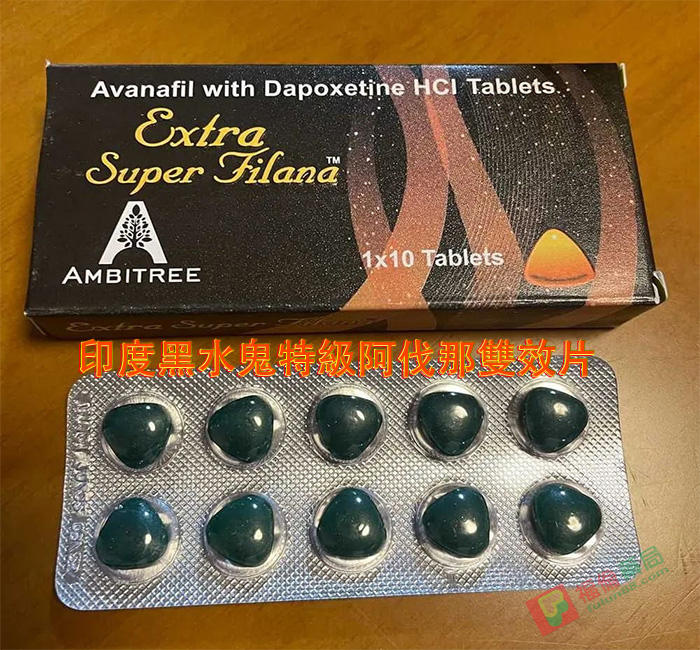 Avanafil with Dapoxetine HCl Tablets
Extra
Super Filana™
AMBITREE
1x10 Tablets
Extra Super Filana
印度黑水鬼特級阿伐那雙效片